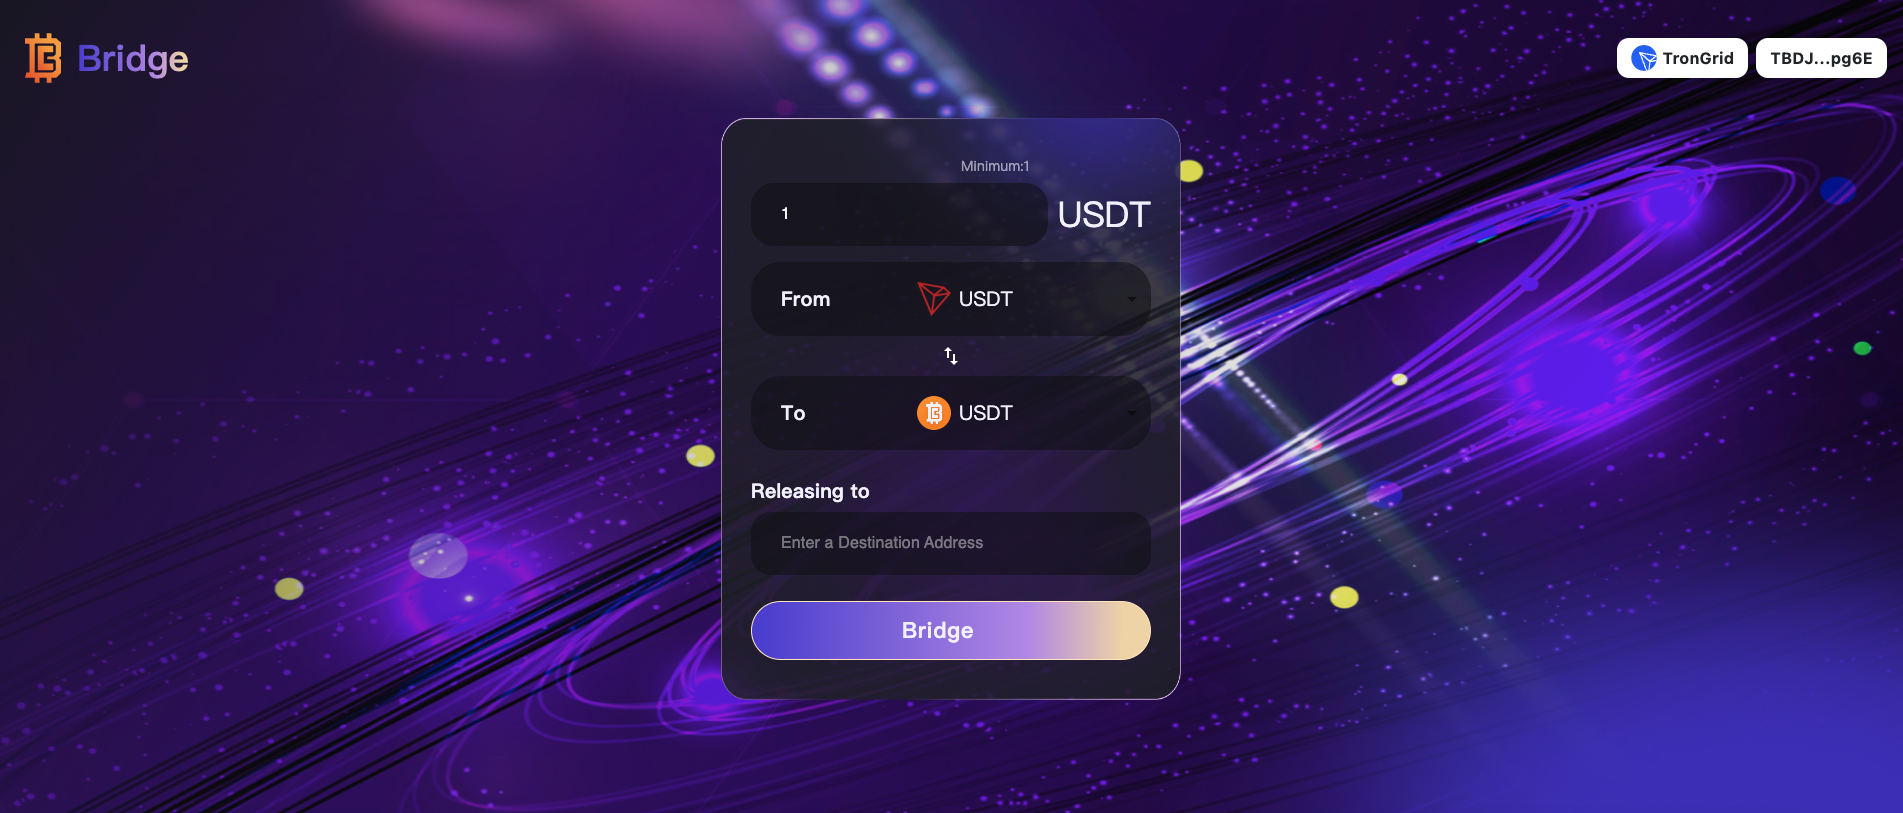 Bridge
TronGrid
TBDJ...pg6E
Minimum:1
1
USDT
From
USDT
To
USDT
Releasing to
Enter a Destination Address
Bridge